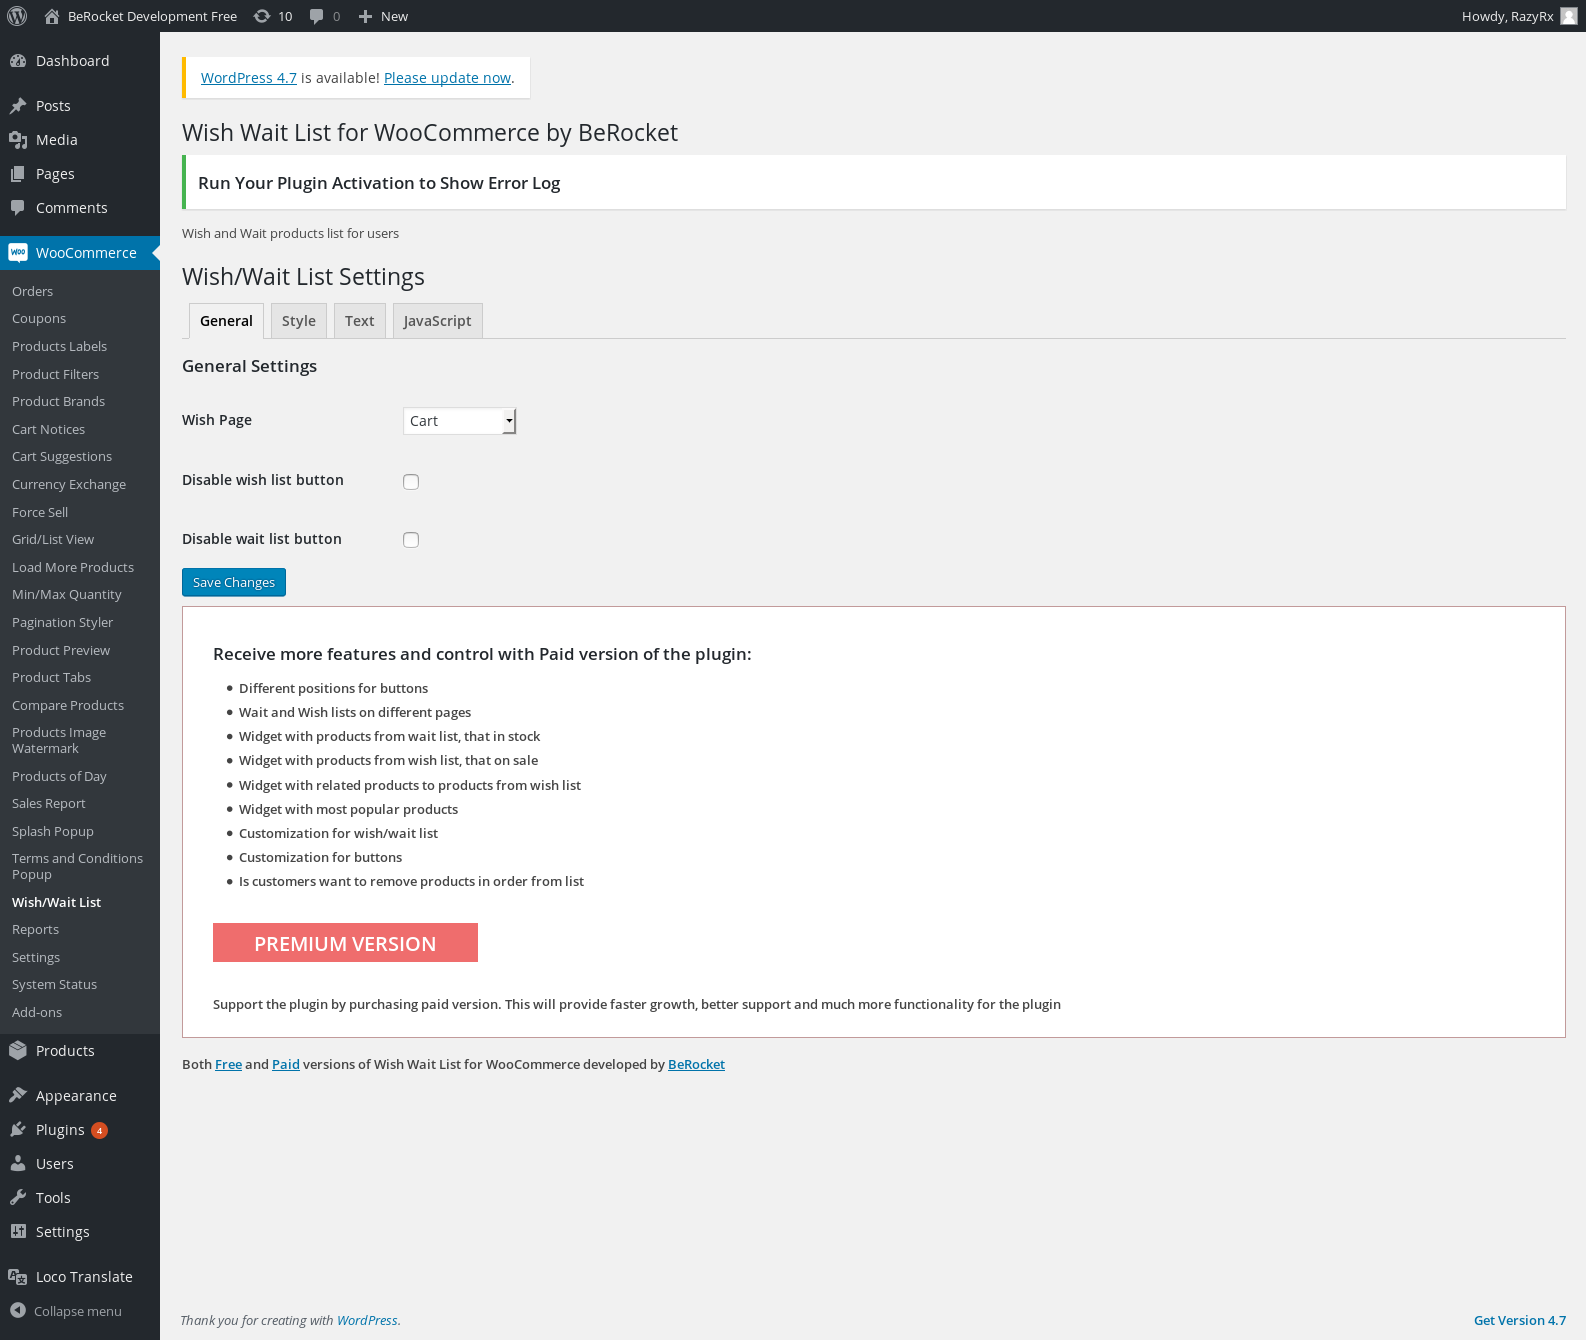 BeRocket Development Free 10 0 New Howdy, RazyRx
Dashboard
Posts
Media
Pages
Comments
WooCommerce
Orders
Coupons
Products Labels
Product Filters
Product Brands
Cart Notices
Cart Suggestions
Currency Exchange
Force Sell
Grid/List View
Load More Products
Min/Max Quantity
Pagination Styler
Product Preview
Product Tabs
Compare Products
Products Image
Watermark
Products of Day
Sales Report
Splash Popup
Terms and Conditions
Popup
Wish/Wait List
Reports
Settings
System Status
Add-ons
Products
Appearance
Plugins 4
Users
Tools
Settings
Loco Translate
Collapse menu
WordPress 4.7 is available! Please update now.
Wish Wait List for WooCommerce by BeRocket
Run Your Plugin Activation to Show Error Log
Wish and Wait products list for users
Wish/Wait List Settings
General Style Text JavaScript
General Settings
Wish Page Cart
Disable wish list button
Disable wait list button
Save Changes
Receive more features and control with Paid version of the plugin:
Different positions for buttons
Wait and Wish lists on different pages
Widget with products from wait list, that in stock
Widget with products from wish list, that on sale
Widget with related products to products from wish list
Widget with most popular products
Customization for wish/wait list
Customization for buttons
Is customers want to remove products in order from list
PREMIUM VERSION
Support the plugin by purchasing paid version. This will provide faster growth, better support and much more functionality for the plugin
Both Free and Paid versions of Wish Wait List for WooCommerce developed by BeRocket
Thank you for creating with WordPress. Get Version 4.7